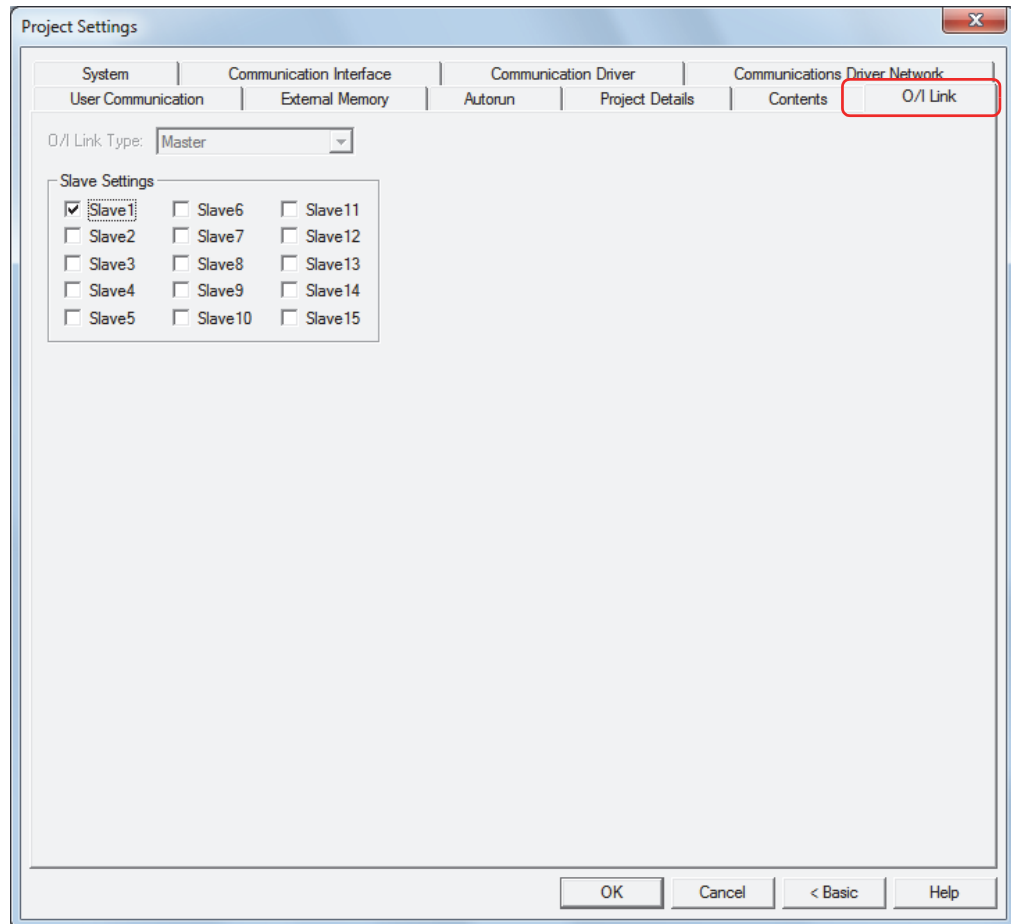 Project Settings
System Communication Interface Communication Driver Communications Driver Network
User Communication External Memory Autorun Project Details Contents O/I Link
O/I Link Type: Master
Slave Settings
Slave1 Slave6 Slave11
Slave2 Slave7 Slave12
Slave3 Slave8 Slave13
Slave4 Slave9 Slave14
Slave5 Slave10 Slave15
OK Cancel < Basic Help